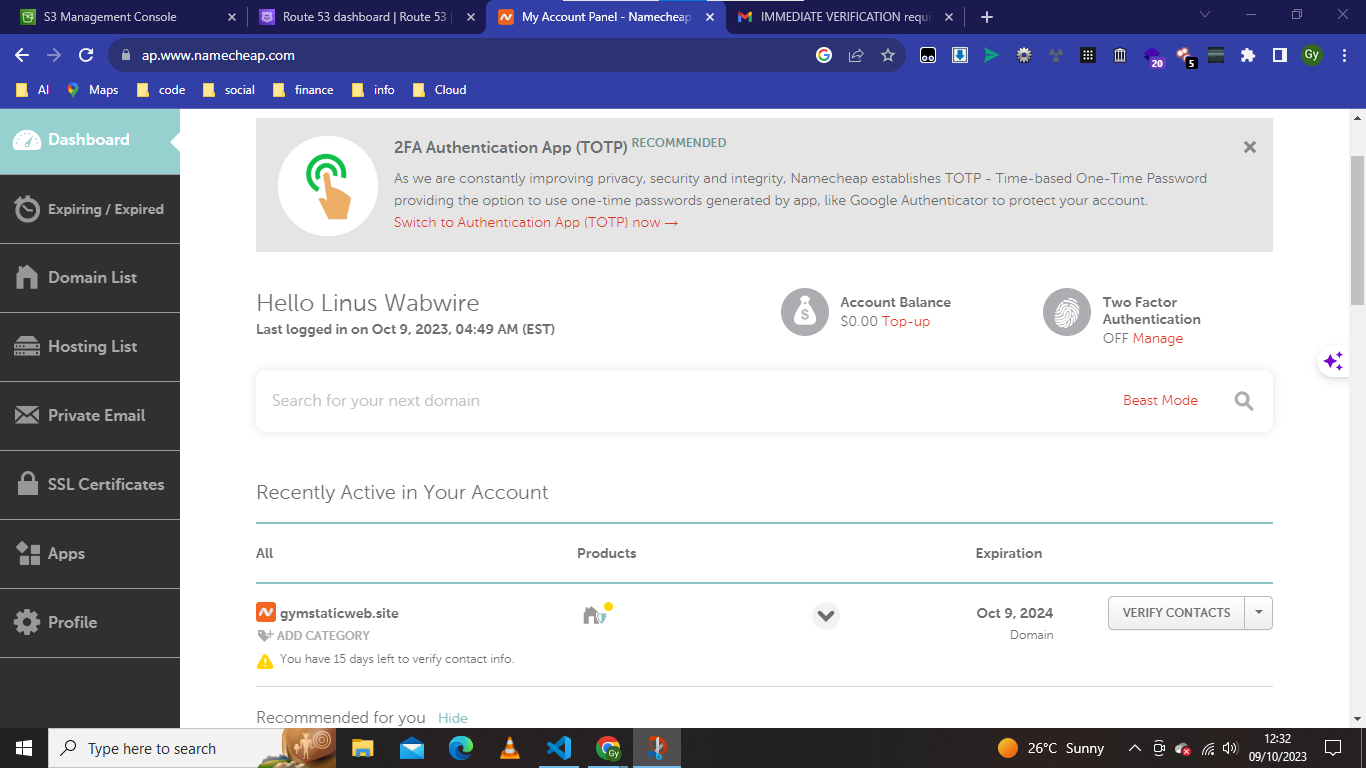 S3 Management Console
Route 53 dashboard | Route 53 |
My Account Panel - Namecheap.
IMMEDIATE VERIFICATION requi
ap.www.namecheap.com
20
5
Gy
AI
Maps
code
social
finance
info
Cloud
Dashboard
Expiring / Expired
Domain List
Hosting List
Private Email
SSL Certificates
Apps
Profile
2FA Authentication App (TOTP) RECOMMENDED
As we are constantly improving privacy, security and integrity, Namecheap establishes TOTP - Time-based One-Time Password
providing the option to use one-time passwords generated by app, like Google Authenticator to protect your account.
Switch to Authentication App (TOTP) now →
Hello Linus Wabwire
Last logged in on Oct 9, 2023, 04:49 AM (EST)
Account Balance
$0.00 Top-up
Two Factor
Authentication
OFF Manage
Search for your next domain
Beast Mode
Recently Active in Your Account
All
Products
Expiration
gymstaticweb.site
ADD CATEGORY
You have 15 days left to verify contact info.
Oct 9, 2024
Domain
VERIFY CONTACTS
Recommended for you Hide
Type here to search
Gy
26°C Sunny
12:32
09/10/2023